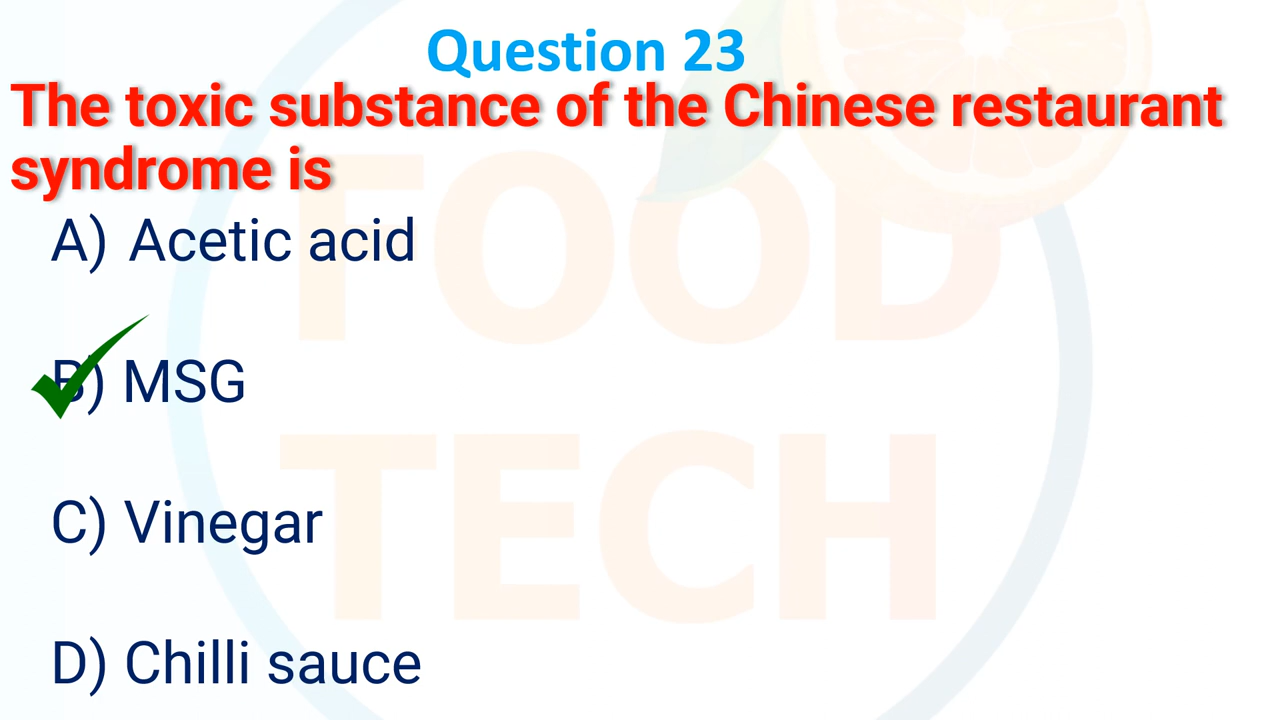 Question 23
The toxic substance of the Chinese restaurant
syndrome is
A) Acetic acid
B) MSG
C) Vinegar
D) Chilli sauce
FOOD
TECH